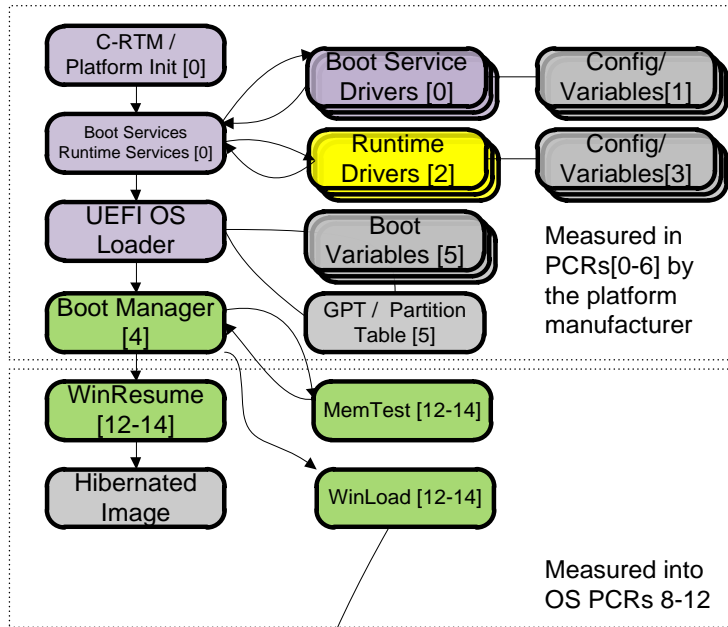 C-RTM /
Platform Init [0]
Boot Service
Drivers [0]
Config/
Variables[1]
Boot Services
Runtime Services [0]
Runtime
Drivers [2]
Config/
Variables[3]
UEFI OS
Loader
Boot
Variables [5]
Measured in
PCRs[0-6] by
the platform
manufacturer
Boot Manager
[4]
GPT / Partition
Table [5]
WinResume
[12-14]
MemTest [12-14]
Hibernated
Image
WinLoad [12-14]
Measured into
OS PCRs 8-12